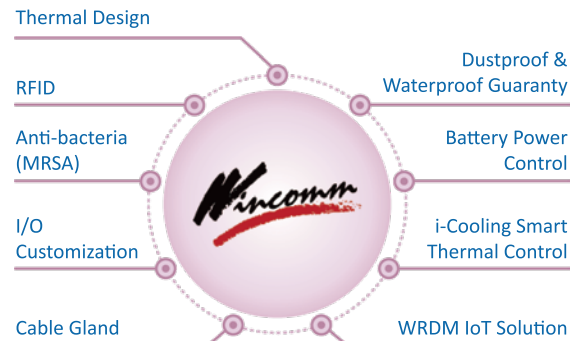 Thermal Design
RFID
Anti-bacteria
(MRSA)
I/O
Customization
Cable Gland
Wincomm
Dustproof &
Waterproof Guaranty
Battery Power
Control
i-Cooling Smart
Thermal Control
WRDM IoT Solution